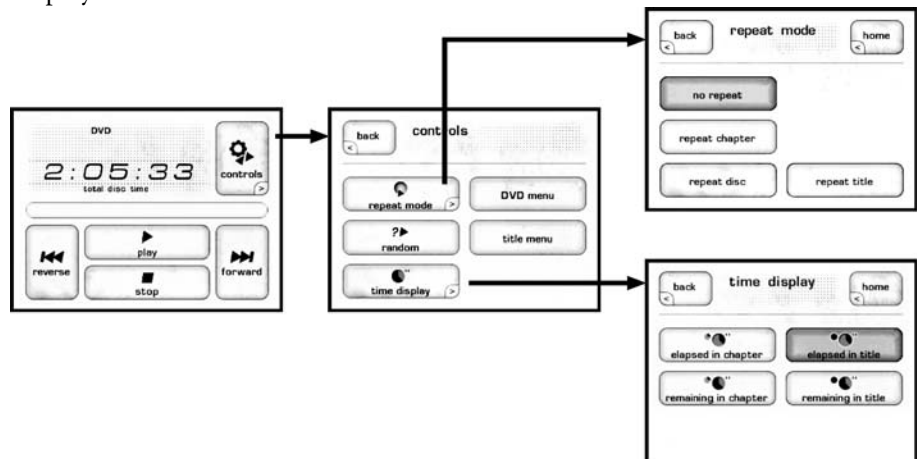 DVD
2:05:33
total disc time
controls
reverse
play
stop
forward
back
controls
repeat mode
DVD menu
?
random
title menu
time display
back
repeat mode
home
no repeat
repeat chapter
repeat disc
repeat title
back
time display
home
elapsed in chapter
elapsed in title
remaining in chapter
remaining in title